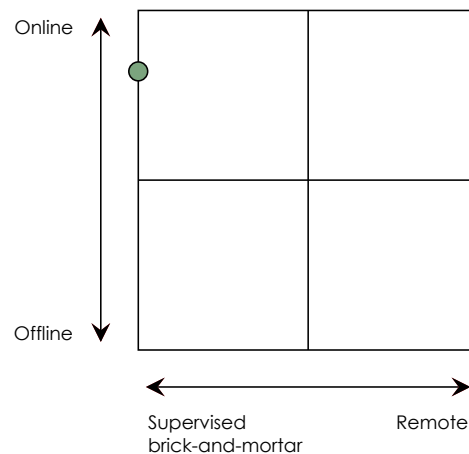 Online
Offline
Supervised
brick-and-mortar
Remote